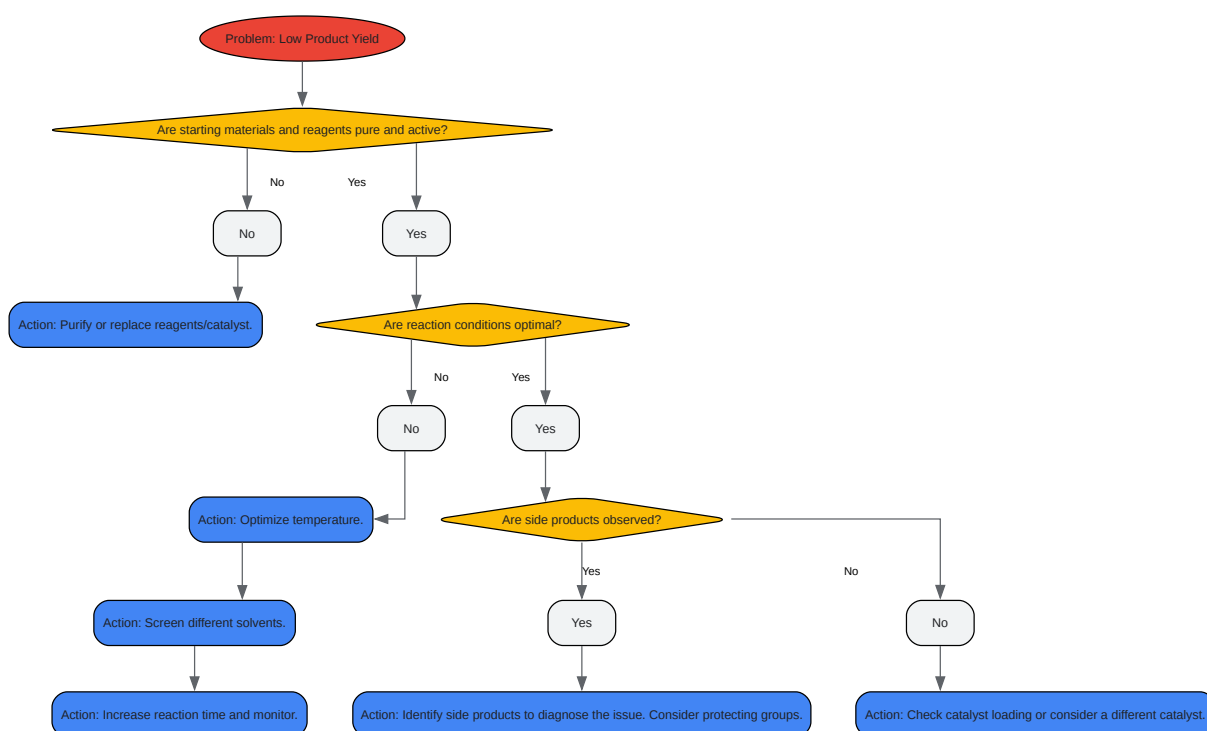 Problem: Low Product Yield
Are starting materials and reagents pure and active?
No
Yes
No
Yes
Action: Purify or replace reagents/catalyst.
Are reaction conditions optimal?
No
Yes
No
Yes
Action: Optimize temperature.
Are side products observed?
Yes
No
Action: Screen different solvents.
Yes
No
Action: Increase reaction time and monitor.
Action: Identify side products to diagnose the issue. Consider protecting groups.
Action: Check catalyst loading or consider a different catalyst.